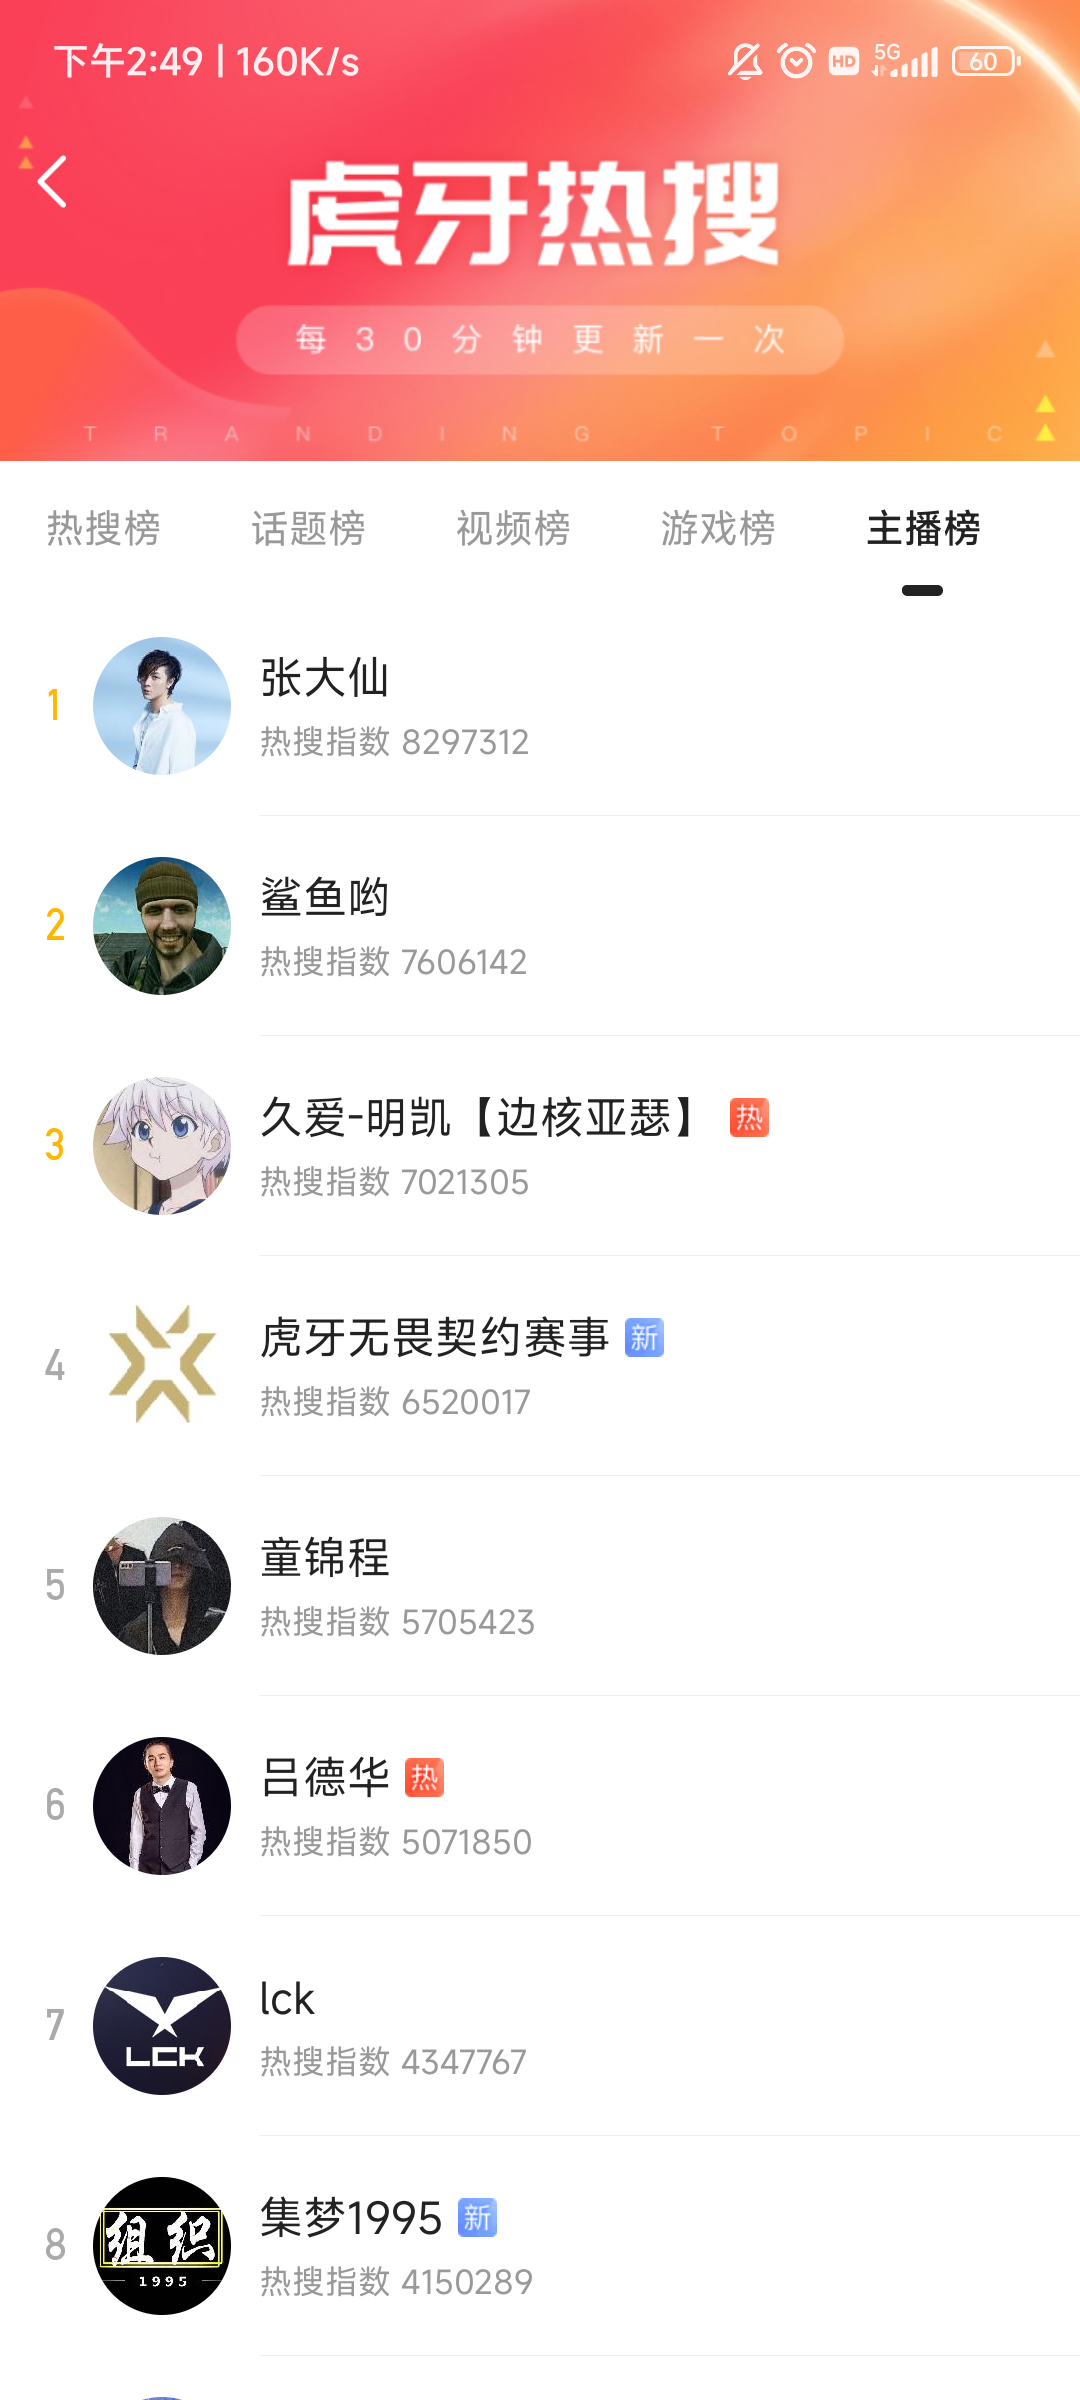 下午2:49 | 160K/s
HD 5G 60
虎牙热搜
每30分钟更新一次
TRANDING TOPIC
热搜榜 话题榜 视频榜 游戏榜 主播榜
1
张大仙
热搜指数 8297312
2
鲨鱼哟
热搜指数 7606142
3
久爱-明凯【边核亚瑟】 热
热搜指数 7021305
4
虎牙无畏契约赛事 新
热搜指数 6520017
5
童锦程
热搜指数 5705423
6
吕德华 热
热搜指数 5071850
7
LCK
lck
热搜指数 4347767
8
组织
1995
集梦1995 新
热搜指数 4150289